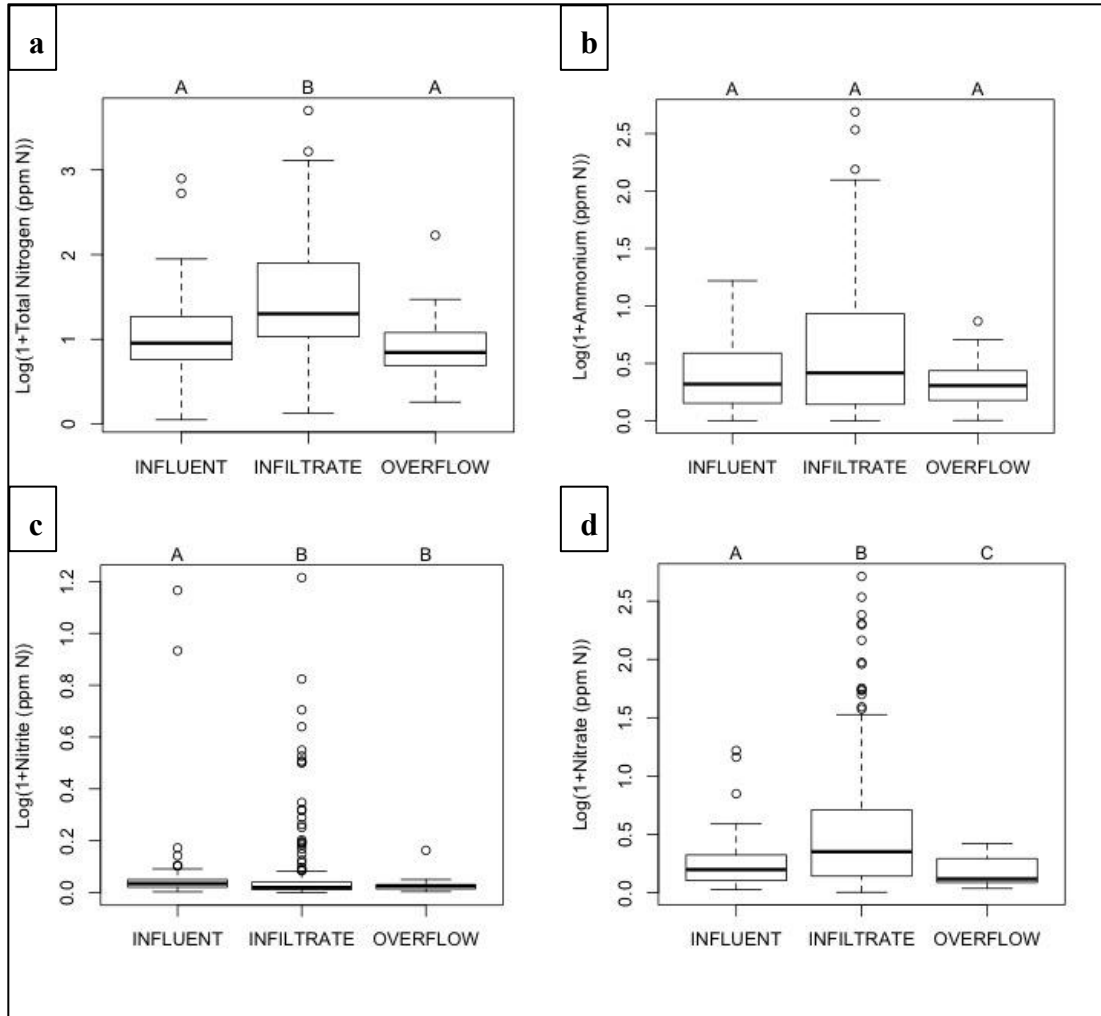 a
A B A
Log(1+Total Nitrogen (ppm N))
3
2
1
0
INFLUENT INFILTRATE OVERFLOW
b
A A A
Log(1+Ammonium (ppm N))
2.5
2.0
1.5
1.0
0.5
0.0
INFLUENT INFILTRATE OVERFLOW
c
A B B
Log(1+Nitrite (ppm N))
1.2
1.0
0.8
0.6
0.4
0.2
0.0
INFLUENT INFILTRATE OVERFLOW
d
A B C
Log(1+Nitrate (ppm N))
2.5
2.0
1.5
1.0
0.5
0.0
INFLUENT INFILTRATE OVERFLOW